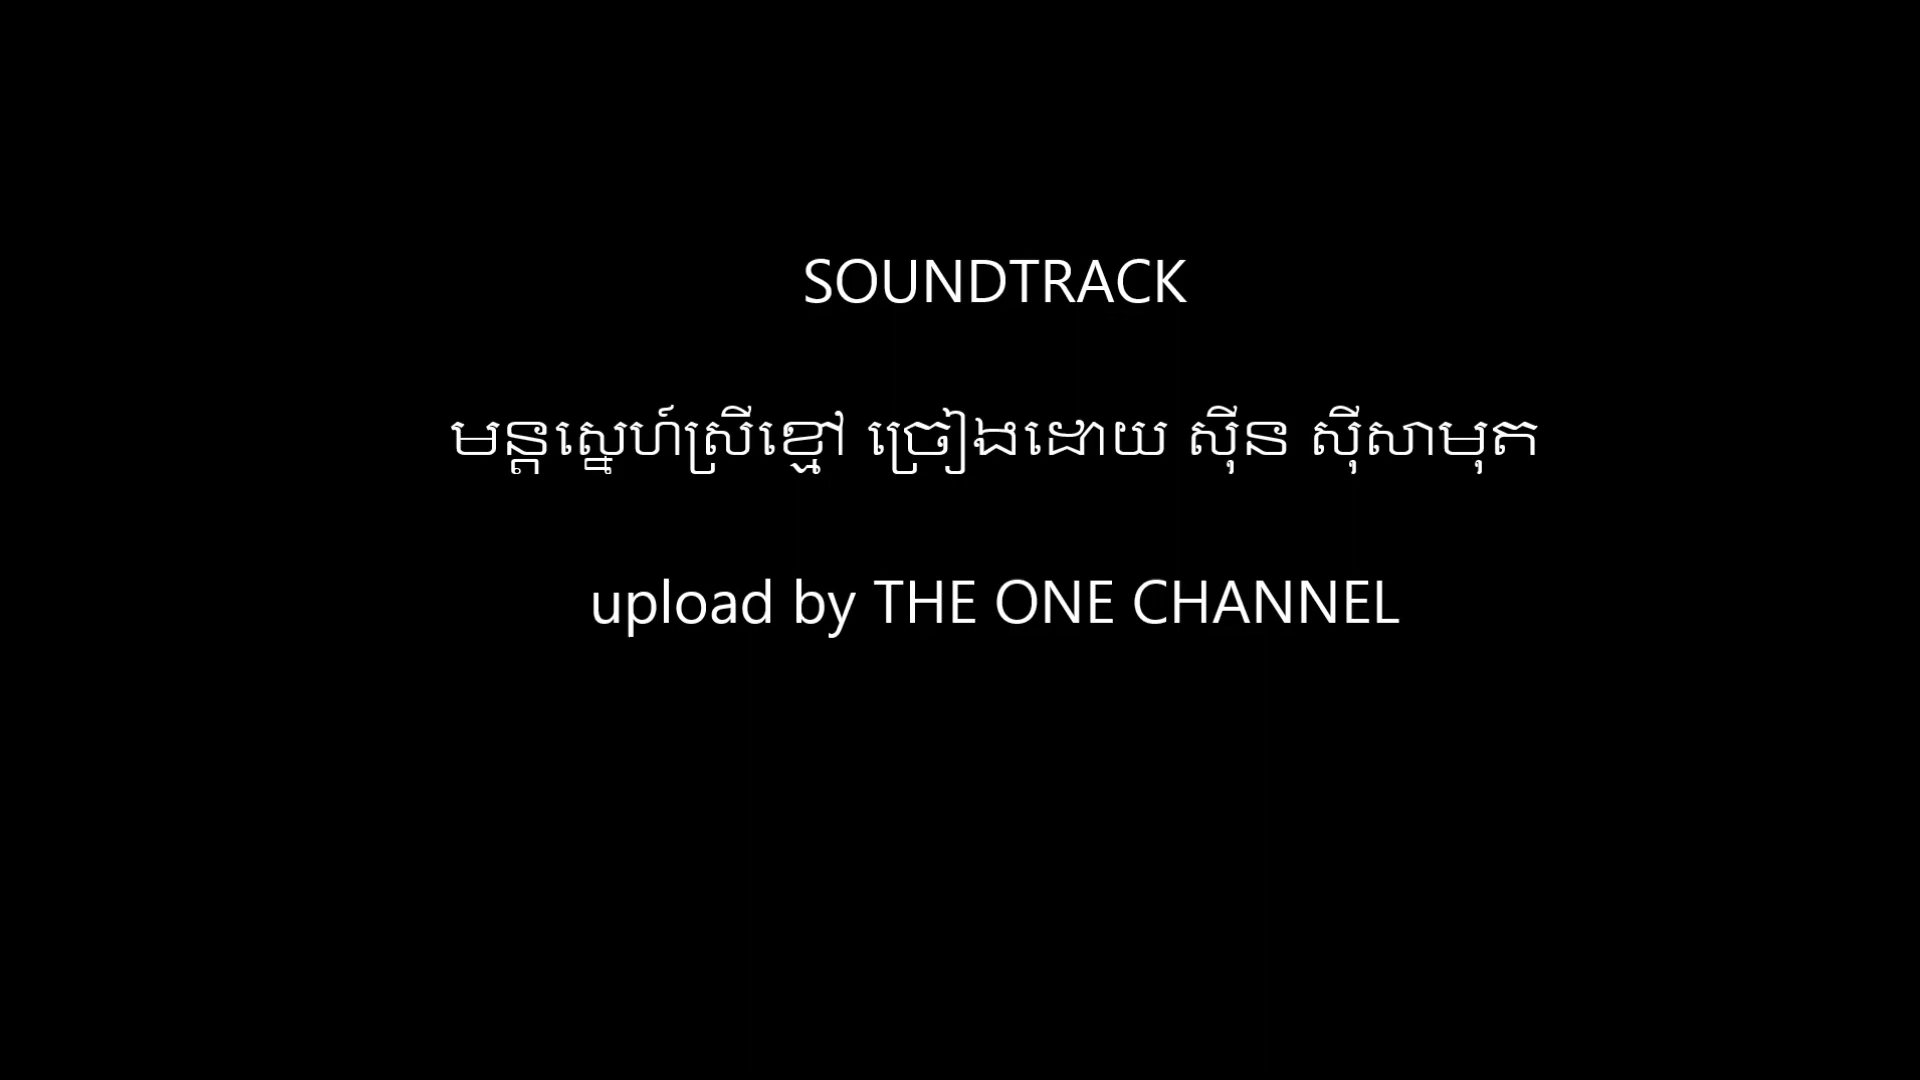 SOUNDTRACK
មន្តស្នេហ៍ស្រីខ្មៅ ច្រៀងដោយ ស៊ីន ស៊ីសាមុត
upload by THE ONE CHANNEL